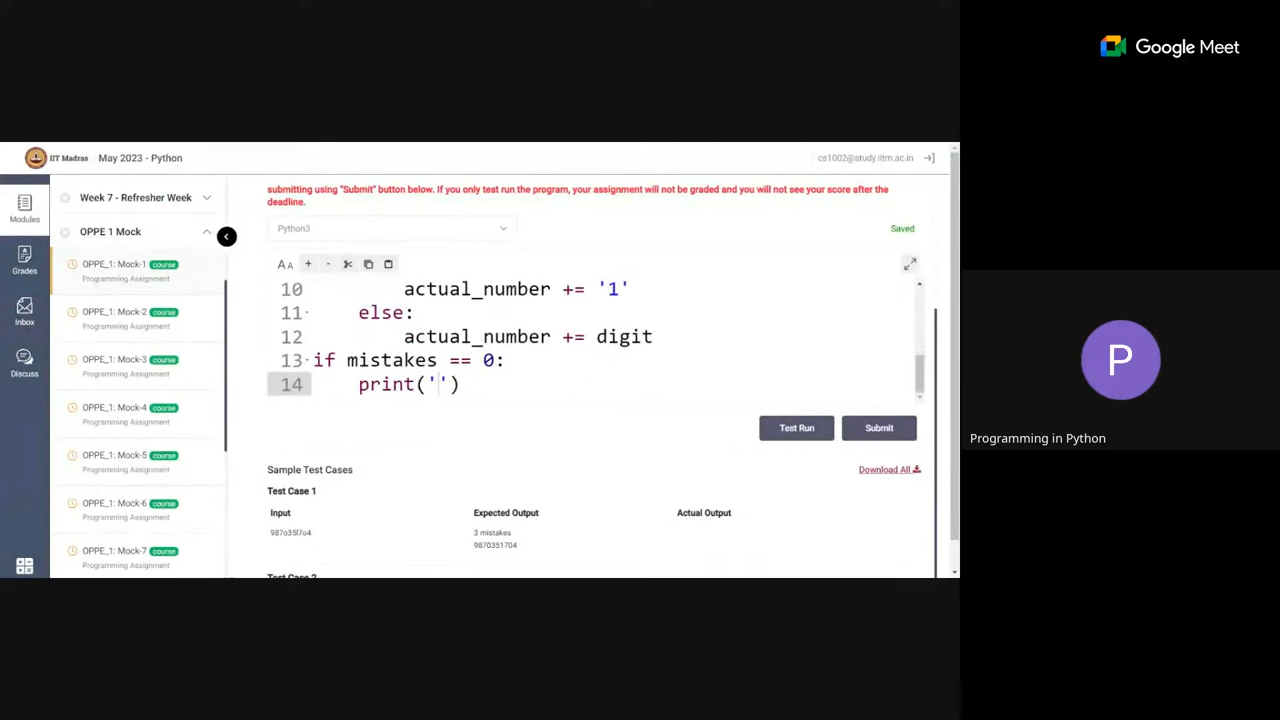 Google Meet
IIT Madras
May 2023 - Python
cs1002@study.iitm.ac.in
Modules
Grades
Inbox
Discuss
Week 7 - Refresher Week
OPPE 1 Mock
OPPE_1: Mock-1 course
Programming Assignment
OPPE_1: Mock-2 course
Programming Assignment
OPPE_1: Mock-3 course
Programming Assignment
OPPE_1: Mock-4 course
Programming Assignment
OPPE_1: Mock-5 course
Programming Assignment
OPPE_1: Mock-6 course
Programming Assignment
OPPE_1: Mock-7 course
Programming Assignment
submitting using "Submit" button below. If you only test run the program, your assignment will not be graded and you will not see your score after the
deadline.
Python3
Saved
AA + -
10 actual_number += '1'
11 else:
12 actual_number += digit
13 if mistakes == 0:
14 print('')
Test Run Submit
Sample Test Cases
Download All
Test Case 1
Input Expected Output Actual Output
987o35l7o4
3 mistakes
9870351704
Test Case 2
P
Programming in Python